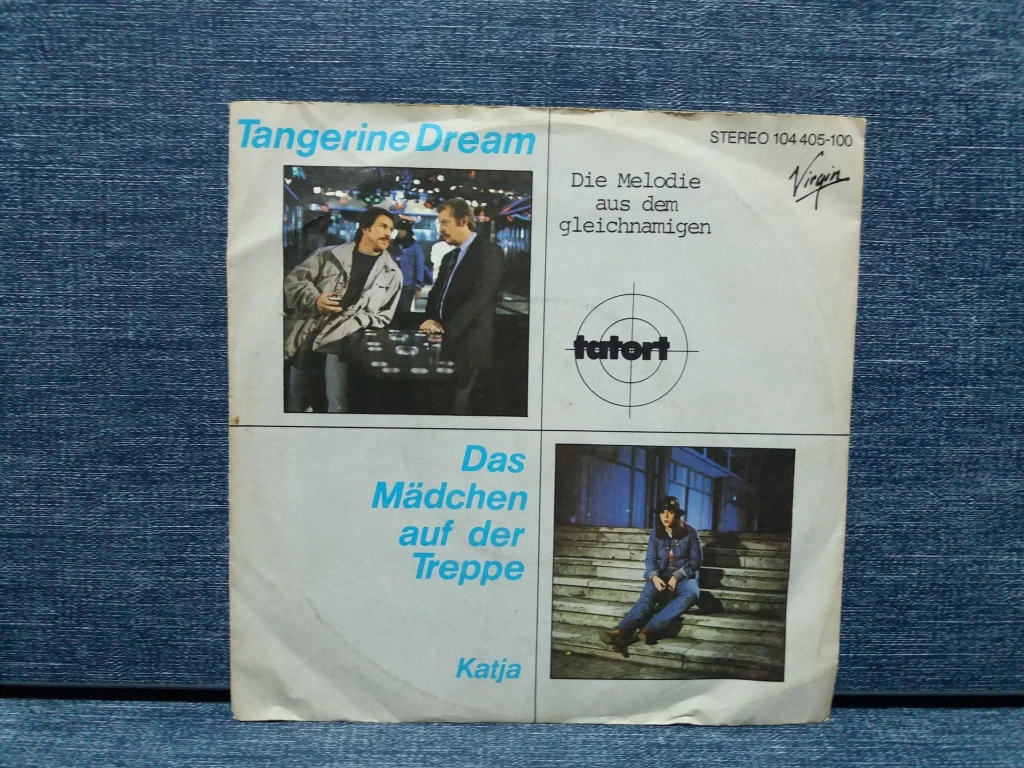 Tangerine Dream
STEREO 104 405-100
Virgin
Die Melodie
aus dem
gleichnamigen
tatort
Das
Mädchen
auf der
Treppe
Katja